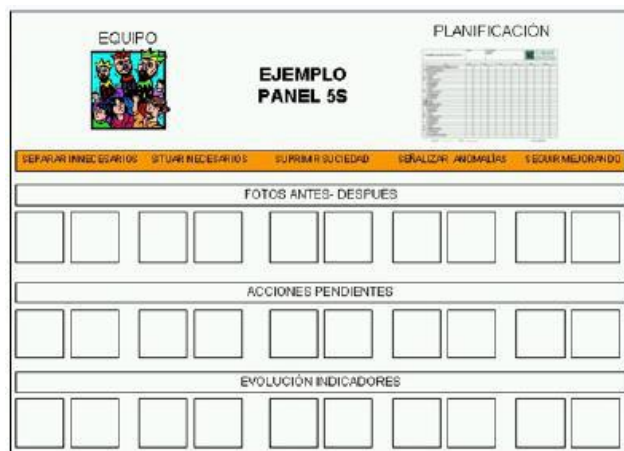 EQUIPO
PLANIFICACIÓN
EJEMPLO
PANEL 5S
SEPARAR INNECESARIOS SITUAR NECESARIOS SUPRIMIR SUCIEDAD SEÑALIZAR ANOMALÍAS SEGUIR MEJORANDO
FOTOS ANTES- DESPUÉS
ACCIONES PENDIENTES
EVOLUCIÓN INDICADORES